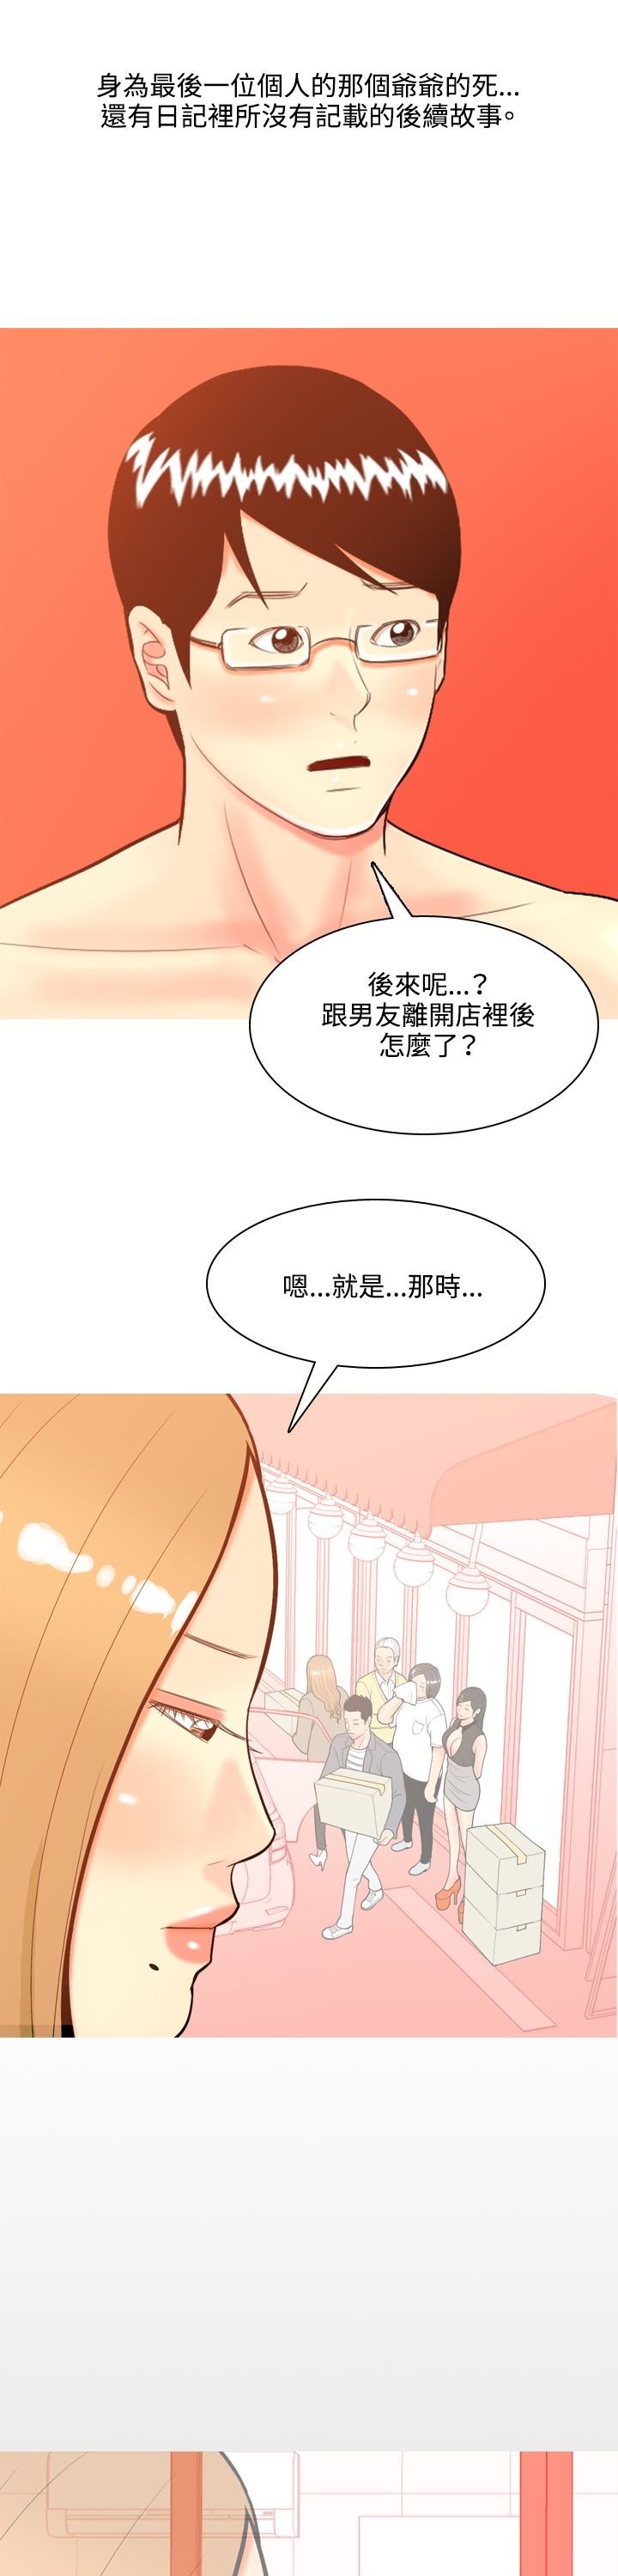 身為最後一位個人的那個爺爺的死...
還有日記裡所沒有記載的後續故事。
後來呢...？
跟男友離開店裡後
怎麼了？
嗯...就是...那時...